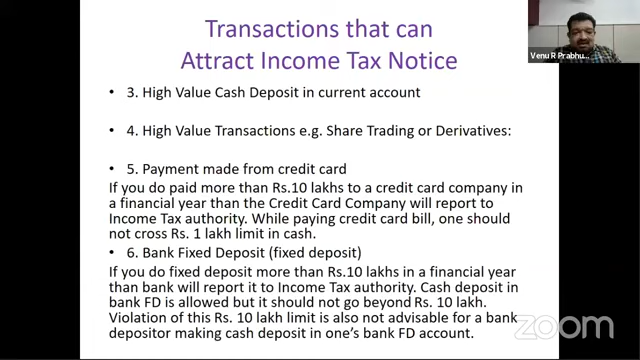 Transactions that can
Attract Income Tax Notice
Venu R Prabhu...
• 3. High Value Cash Deposit in current account
• 4. High Value Transactions e.g. Share Trading or Derivatives:
• 5. Payment made from credit card
If you do paid more than Rs.10 lakhs to a credit card company in
a financial year than the Credit Card Company will report to
Income Tax authority. While paying credit card bill, one should
not cross Rs. 1 lakh limit in cash.
• 6. Bank Fixed Deposit (fixed deposit)
If you do fixed deposit more than Rs.10 lakhs in a financial year
than bank will report it to Income Tax authority. Cash deposit in
bank FD is allowed but it should not go beyond Rs. 10 lakh.
Violation of this Rs. 10 lakh limit is also not advisable for a bank
depositor making cash deposit in one's bank FD account.
zoom